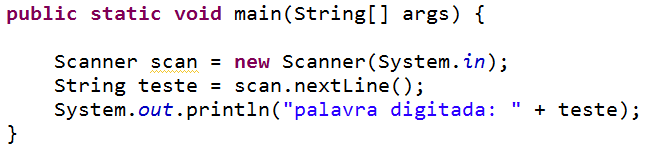 public static void main(String[] args) {
Scanner scan = new Scanner(System.in);
String teste = scan.nextLine();
System.out.println("palavra digitada: " + teste);
}